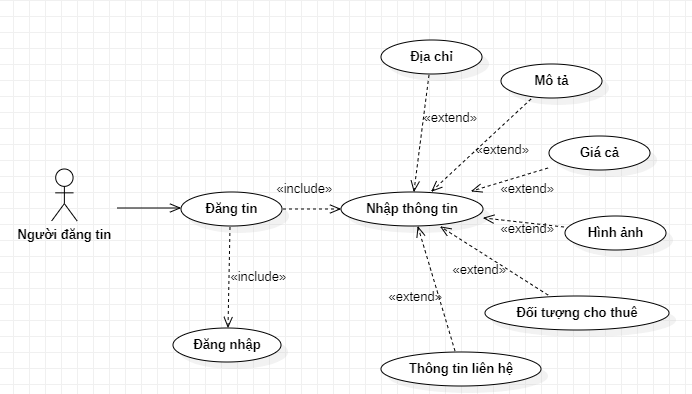 Địa chỉ
Mô tả
«extend»
«extend»
Giá cả
«extend»
«include»
Đăng tin
Nhập thông tin
Người đăng tin
«extend»
Hình ảnh
«include»
«extend»
«extend»
Đối tượng cho thuê
Đăng nhập
Thông tin liên hệ